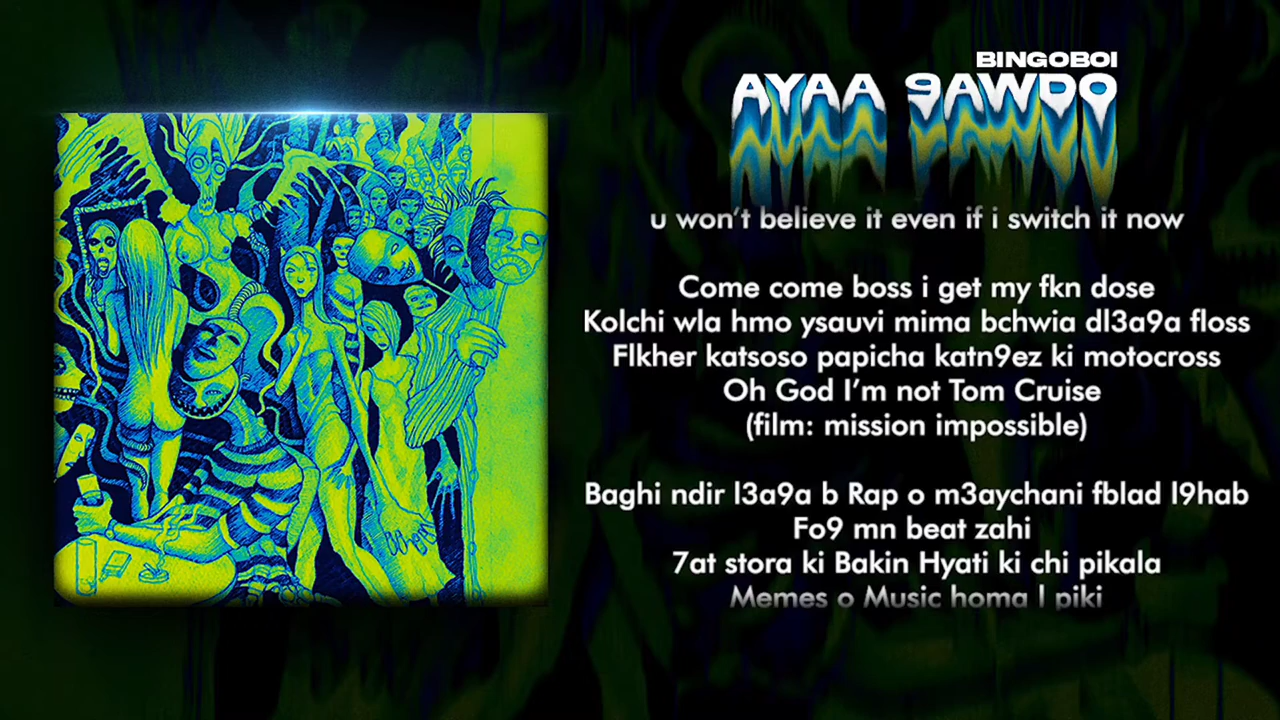 BINGOBOI
AYAA 9AWDO
u won't believe it even if i switch it now
Come come boss i get my fkn dose
Kolchi wla hmo ysauvi mima bchwia dl3a9a floss
Flkher katsoso papicha katn9ez ki motocross
Oh God I'm not Tom Cruise
(film: mission impossible)
Baghi ndir l3a9a b Rap o m3aychani fblad l9hab
Fo9 mn beat zahi
7at stora ki Bakin Hyati ki chi pikala
Memes o Music homa l piki